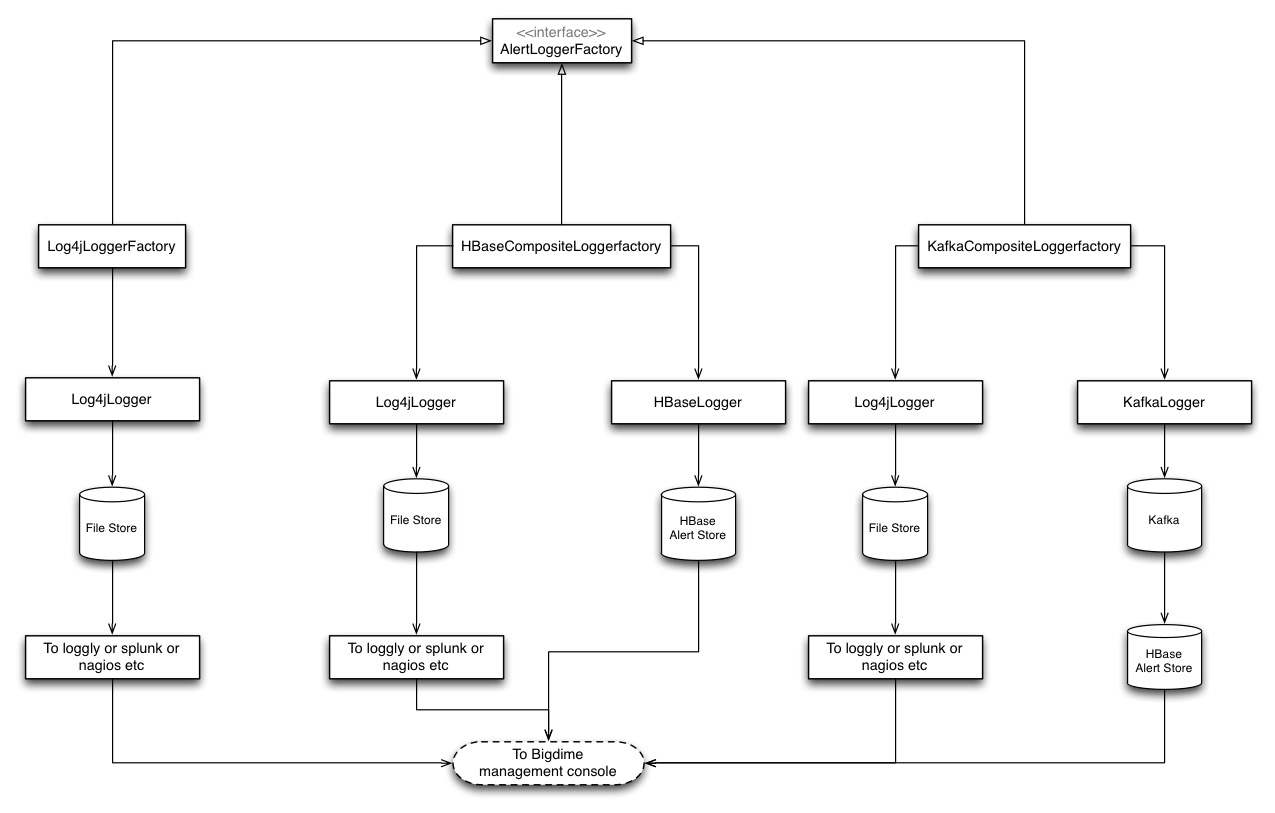 <<interface>>
AlertLoggerFactory
Log4jLoggerFactory
HBaseCompositeLoggerfactory
KafkaCompositeLoggerfactory
Log4jLogger
Log4jLogger
HBaseLogger
Log4jLogger
KafkaLogger
File Store
File Store
HBase
Alert Store
File Store
Kafka
To loggly or splunk or
nagios etc
To loggly or splunk or
nagios etc
To loggly or splunk or
nagios etc
HBase
Alert Store
To Bigdime
management console